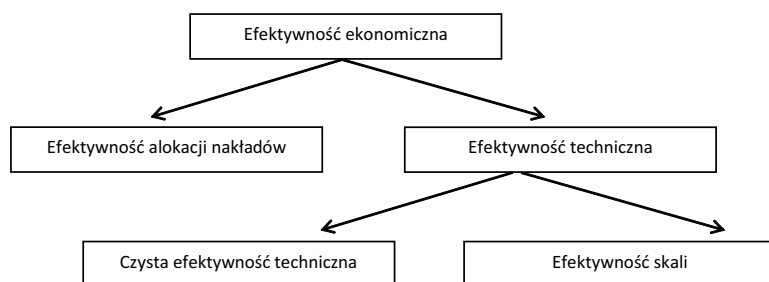 Efektywność ekonomiczna
Efektywność alokacji nakładów
Efektywność techniczna
Czysta efektywność techniczna
Efektywność skali